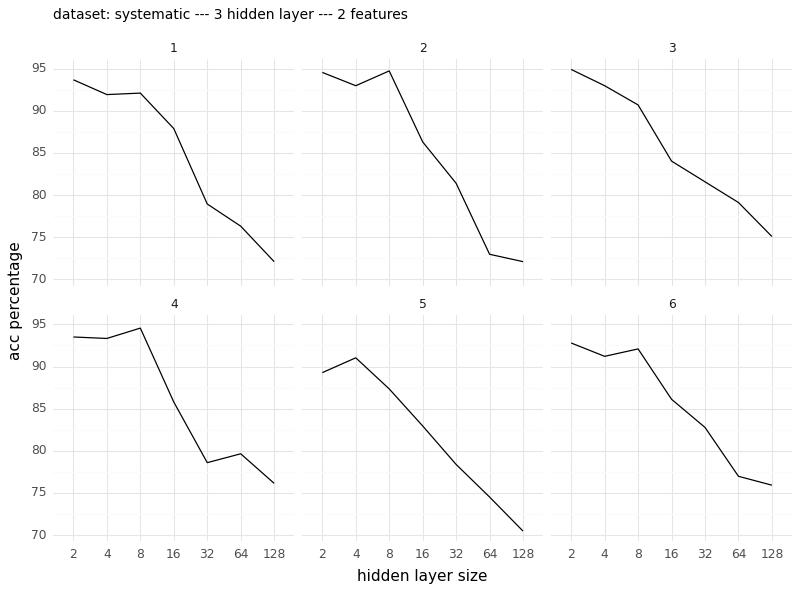 dataset: systematic --- 3 hidden layer --- 2 features
1 2 3
95
90
85
80
75
70
4 5 6
95
90
85
80
75
70
acc percentage
2 4 8 16 32 64 128 2 4 8 16 32 64 128 2 4 8 16 32 64 128
hidden layer size